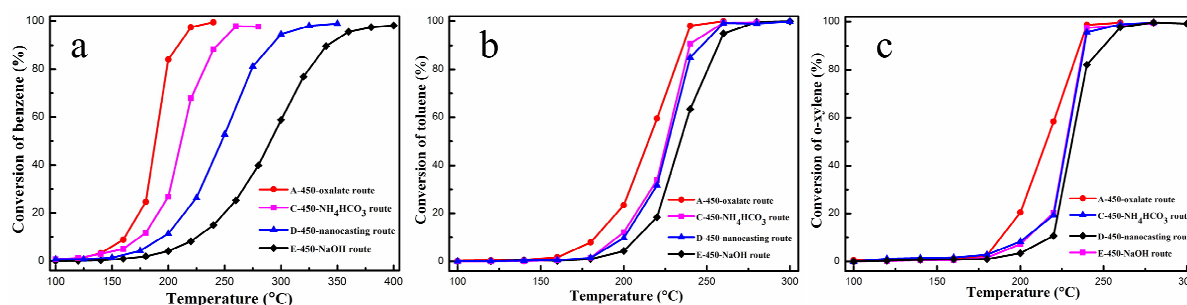 a
Conversion of benzene (%)
100
80
60
40
20
0
A-450-oxalate route
C-450-NH4HCO3 route
D-450-nanocasting route
E-450-NaOH route
100 150 200 250 300 350 400
Temperature (°C)
b
Conversion of toluene (%)
100
80
60
40
20
0
A-450-oxalate route
C-450-NH4HCO3 route
D-450-nanocasting route
E-450-NaOH route
100 150 200 250 300
Temperature (°C)
c
Conversion of o-xylene (%)
100
80
60
40
20
0
A-450-oxalate route
C-450-NH4HCO3 route
D-450-nanocasting route
E-450-NaOH route
100 150 200 250 300
Temperature (°C)